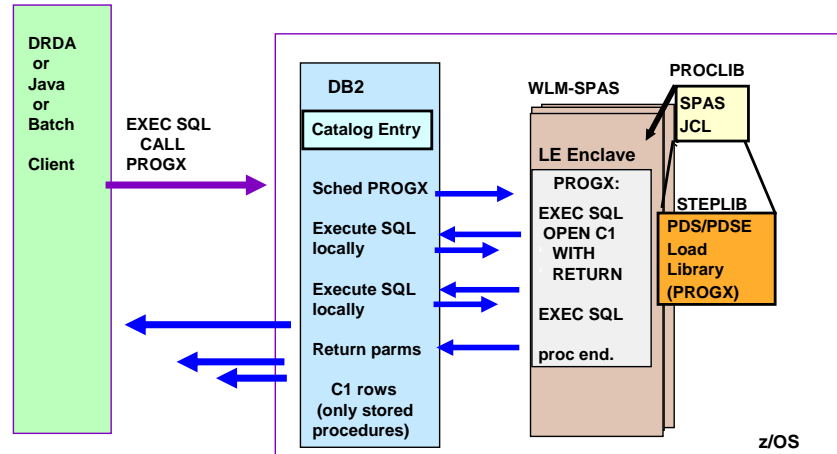 DRDA
or
Java
or
Batch
Client
EXEC SQL
CALL
PROGX
DB2
Catalog Entry
Sched PROGX
Execute SQL
locally
Execute SQL
locally
Return parms
C1 rows
(only stored
procedures)
WLM-SPAS
LE Enclave
PROGX:
EXEC SQL
OPEN C1
WITH
RETURN
EXEC SQL
proc end.
PROCLIB
SPAS
JCL
STEPLIB
PDS/PDSE
Load
Library
(PROGX)
z/OS